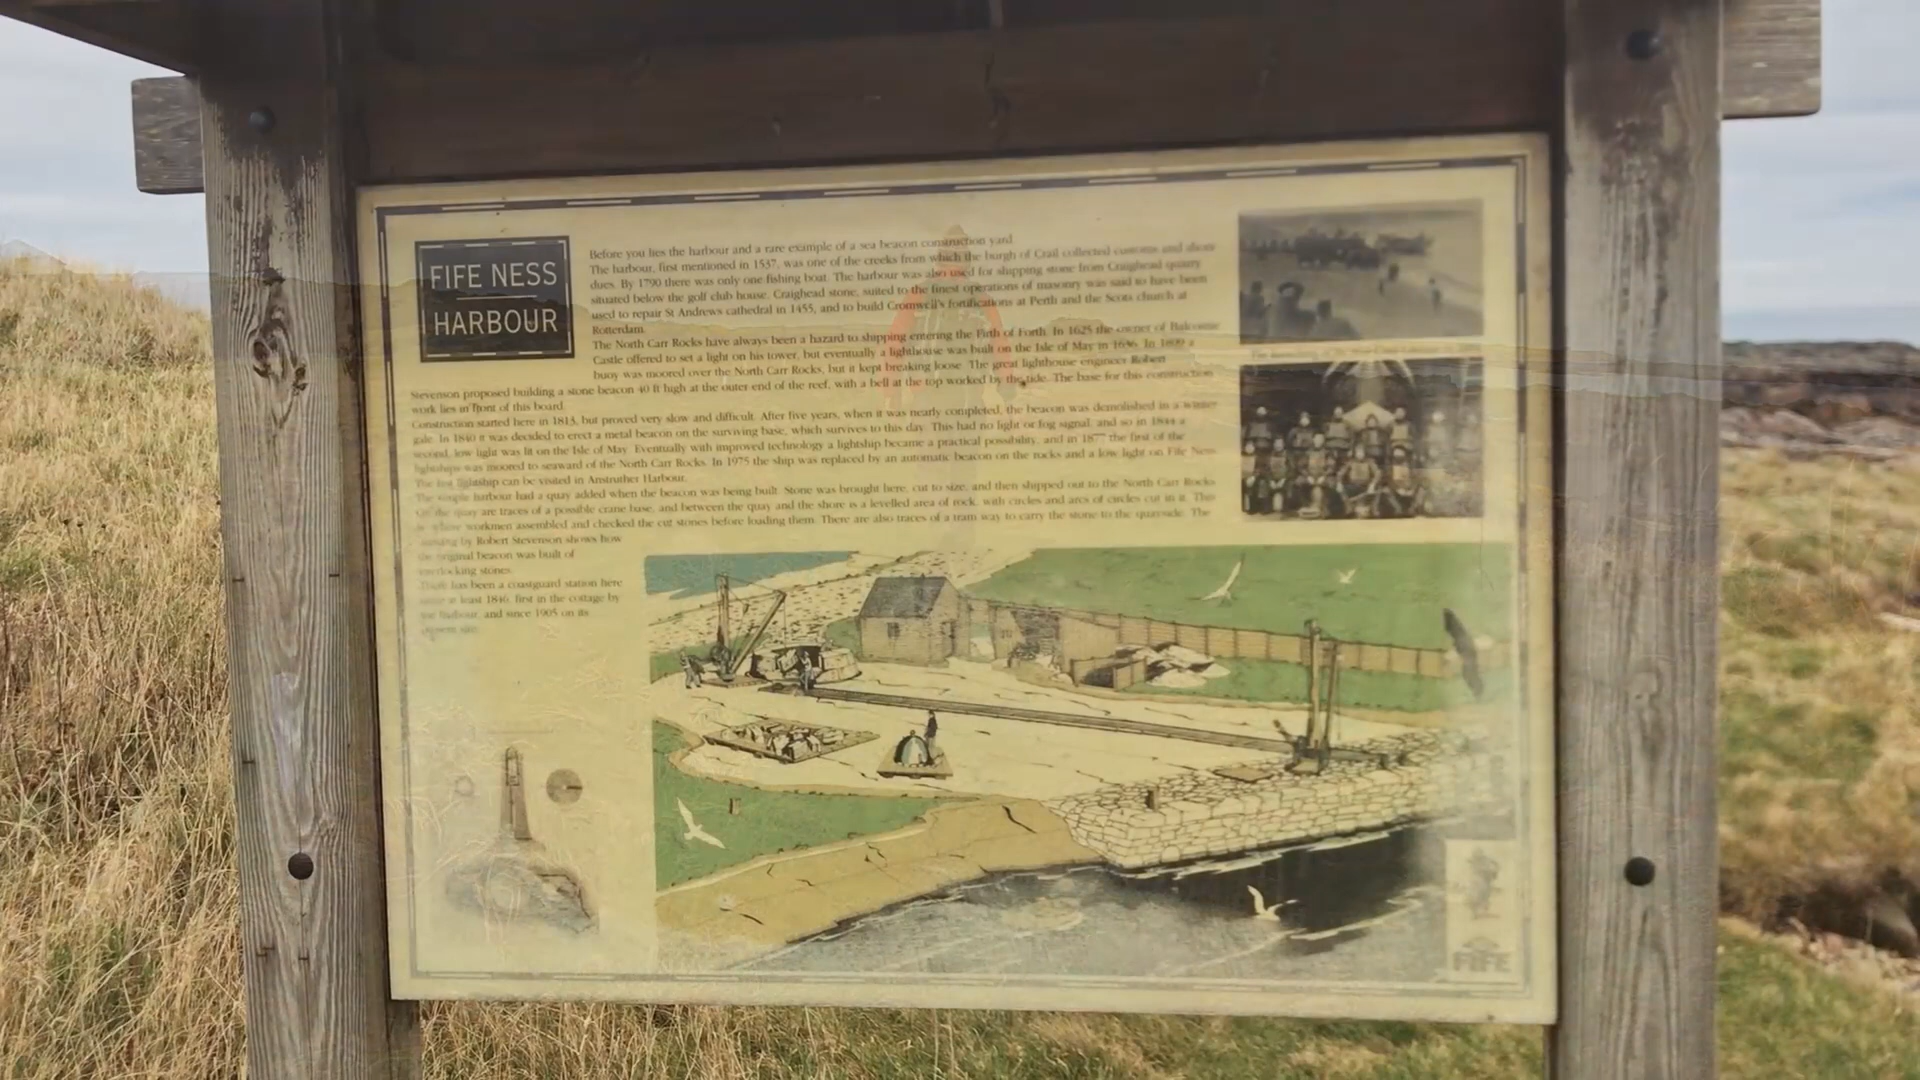 FIFE NESS
HARBOUR
Before you lies the harbour and a rare example of a sea beacon construction yard.
The harbour, first mentioned in 1537, was one of the creeks from which the burgh of Crail collected customs and shore
dues. By 1790 there was only one fishing boat. The harbour was also used for shipping stone from Craighead quarry
situated below the golf club house. Craighead stone, suited to the finest operations of masonry was said to have been
used to repair St Andrews cathedral in 1455, and to build Cromwell's fortifications at Perth and the Scots church at
Rotterdam.
The North Carr Rocks have always been a hazard to shipping entering the Firth of Forth. In 1625 the owner of Balcomie
Castle offered to set a light on his tower, but eventually a lighthouse was built on the Isle of May in 1636. In 1809 a
buoy was moored over the North Carr Rocks, but it kept breaking loose. The great lighthouse engineer Robert
Stevenson proposed building a stone beacon 40 ft high at the outer end of the reef, with a bell at the top worked by the tide. The base for this construction
work lies in front of this board.
Construction started here in 1813, but proved very slow and difficult. After five years, when it was nearly completed, the beacon was demolished in a winter
gale. In 1840 it was decided to erect a metal beacon on the surviving base, which survives to this day. This had no light or fog signal, and so in 1844 a
second, low light was lit on the Isle of May. Eventually with improved technology a lightship became a practical possibility, and in 1877 the first of the
lightships was moored to seaward of the North Carr Rocks. In 1975 the ship was replaced by an automatic beacon on the rocks and a low light on Fife Ness.
The last lightship can be visited in Anstruther Harbour.
The simple harbour had a quay added when the beacon was being built. Stone was brought here, cut to size, and then shipped out to the North Carr Rocks.
On the quay are traces of a possible crane base, and between the quay and the shore is a levelled area of rock, with circles and arcs of circles cut in it. This
is where workmen assembled and checked the cut stones before loading them. There are also traces of a tram way to carry the stone to the quayside. The
drawing by Robert Stevenson shows how
the original beacon was built of
interlocking stones.
There has been a coastguard station here
since at least 1846, first in the cottage by
the harbour, and since 1905 on its
present site.
FIFE